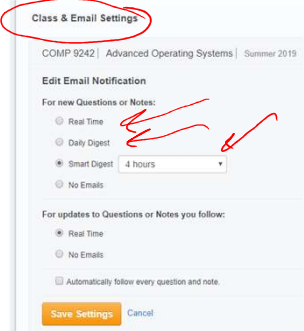 Class & Email Settings
COMP 9242 | Advanced Operating Systems | Summer 2019
Edit Email Notification
For new Questions or Notes:
Real Time
Daily Digest
Smart Digest 4 hours
No Emails
For updates to Questions or Notes you follow:
Real Time
No Emails
Automatically follow every question and note.
Save Settings Cancel